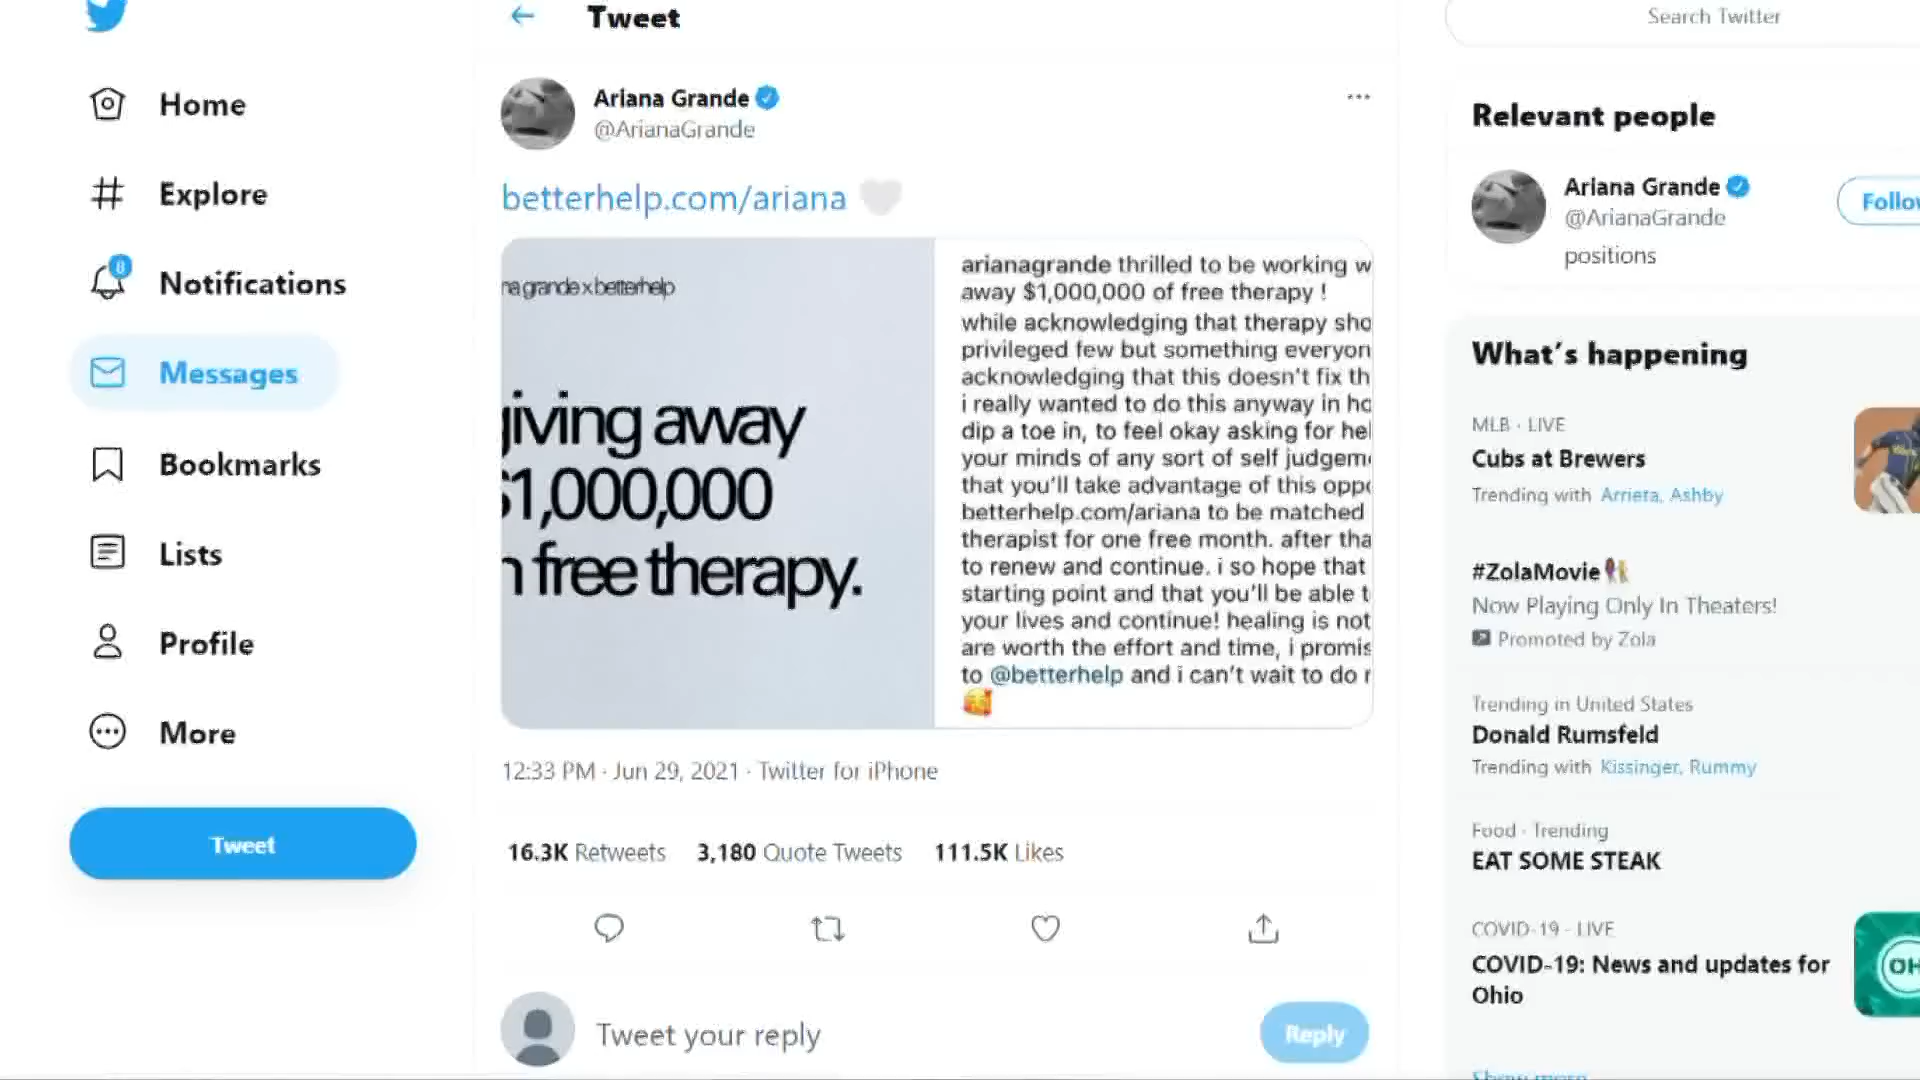 Home
Explore
Notifications
Messages
Bookmarks
Lists
Profile
More
Tweet
Tweet
Ariana Grande
@ArianaGrande
betterhelp.com/ariana
na grande x betterhelp
giving away
$1,000,000
n free therapy.
arianagrande thrilled to be working w
away $1,000,000 of free therapy !
while acknowledging that therapy sho
privileged few but something everyon
acknowledging that this doesn't fix th
i really wanted to do this anyway in ho
dip a toe in, to feel okay asking for hel
your minds of any sort of self judgem
that you'll take advantage of this oppo
betterhelp.com/ariana to be matched
therapist for one free month. after tha
to renew and continue. i so hope that
starting point and that you'll be able t
your lives and continue! healing is not
are worth the effort and time, i promis
to @betterhelp and i can't wait to do r
12:33 PM · Jun 29, 2021 · Twitter for iPhone
16.3K Retweets 3,180 Quote Tweets 111.5K Likes
Tweet your reply
Reply
Search Twitter
Relevant people
Ariana Grande
@ArianaGrande
positions
Follow
What's happening
MLB · LIVE
Cubs at Brewers
Trending with Arrieta, Ashby
#ZolaMovie
Now Playing Only In Theaters!
Promoted by Zola
Trending in United States
Donald Rumsfeld
Trending with Kissinger, Rummy
Food · Trending
EAT SOME STEAK
COVID-19 · LIVE
COVID-19: News and updates for
Ohio
OH
Show more